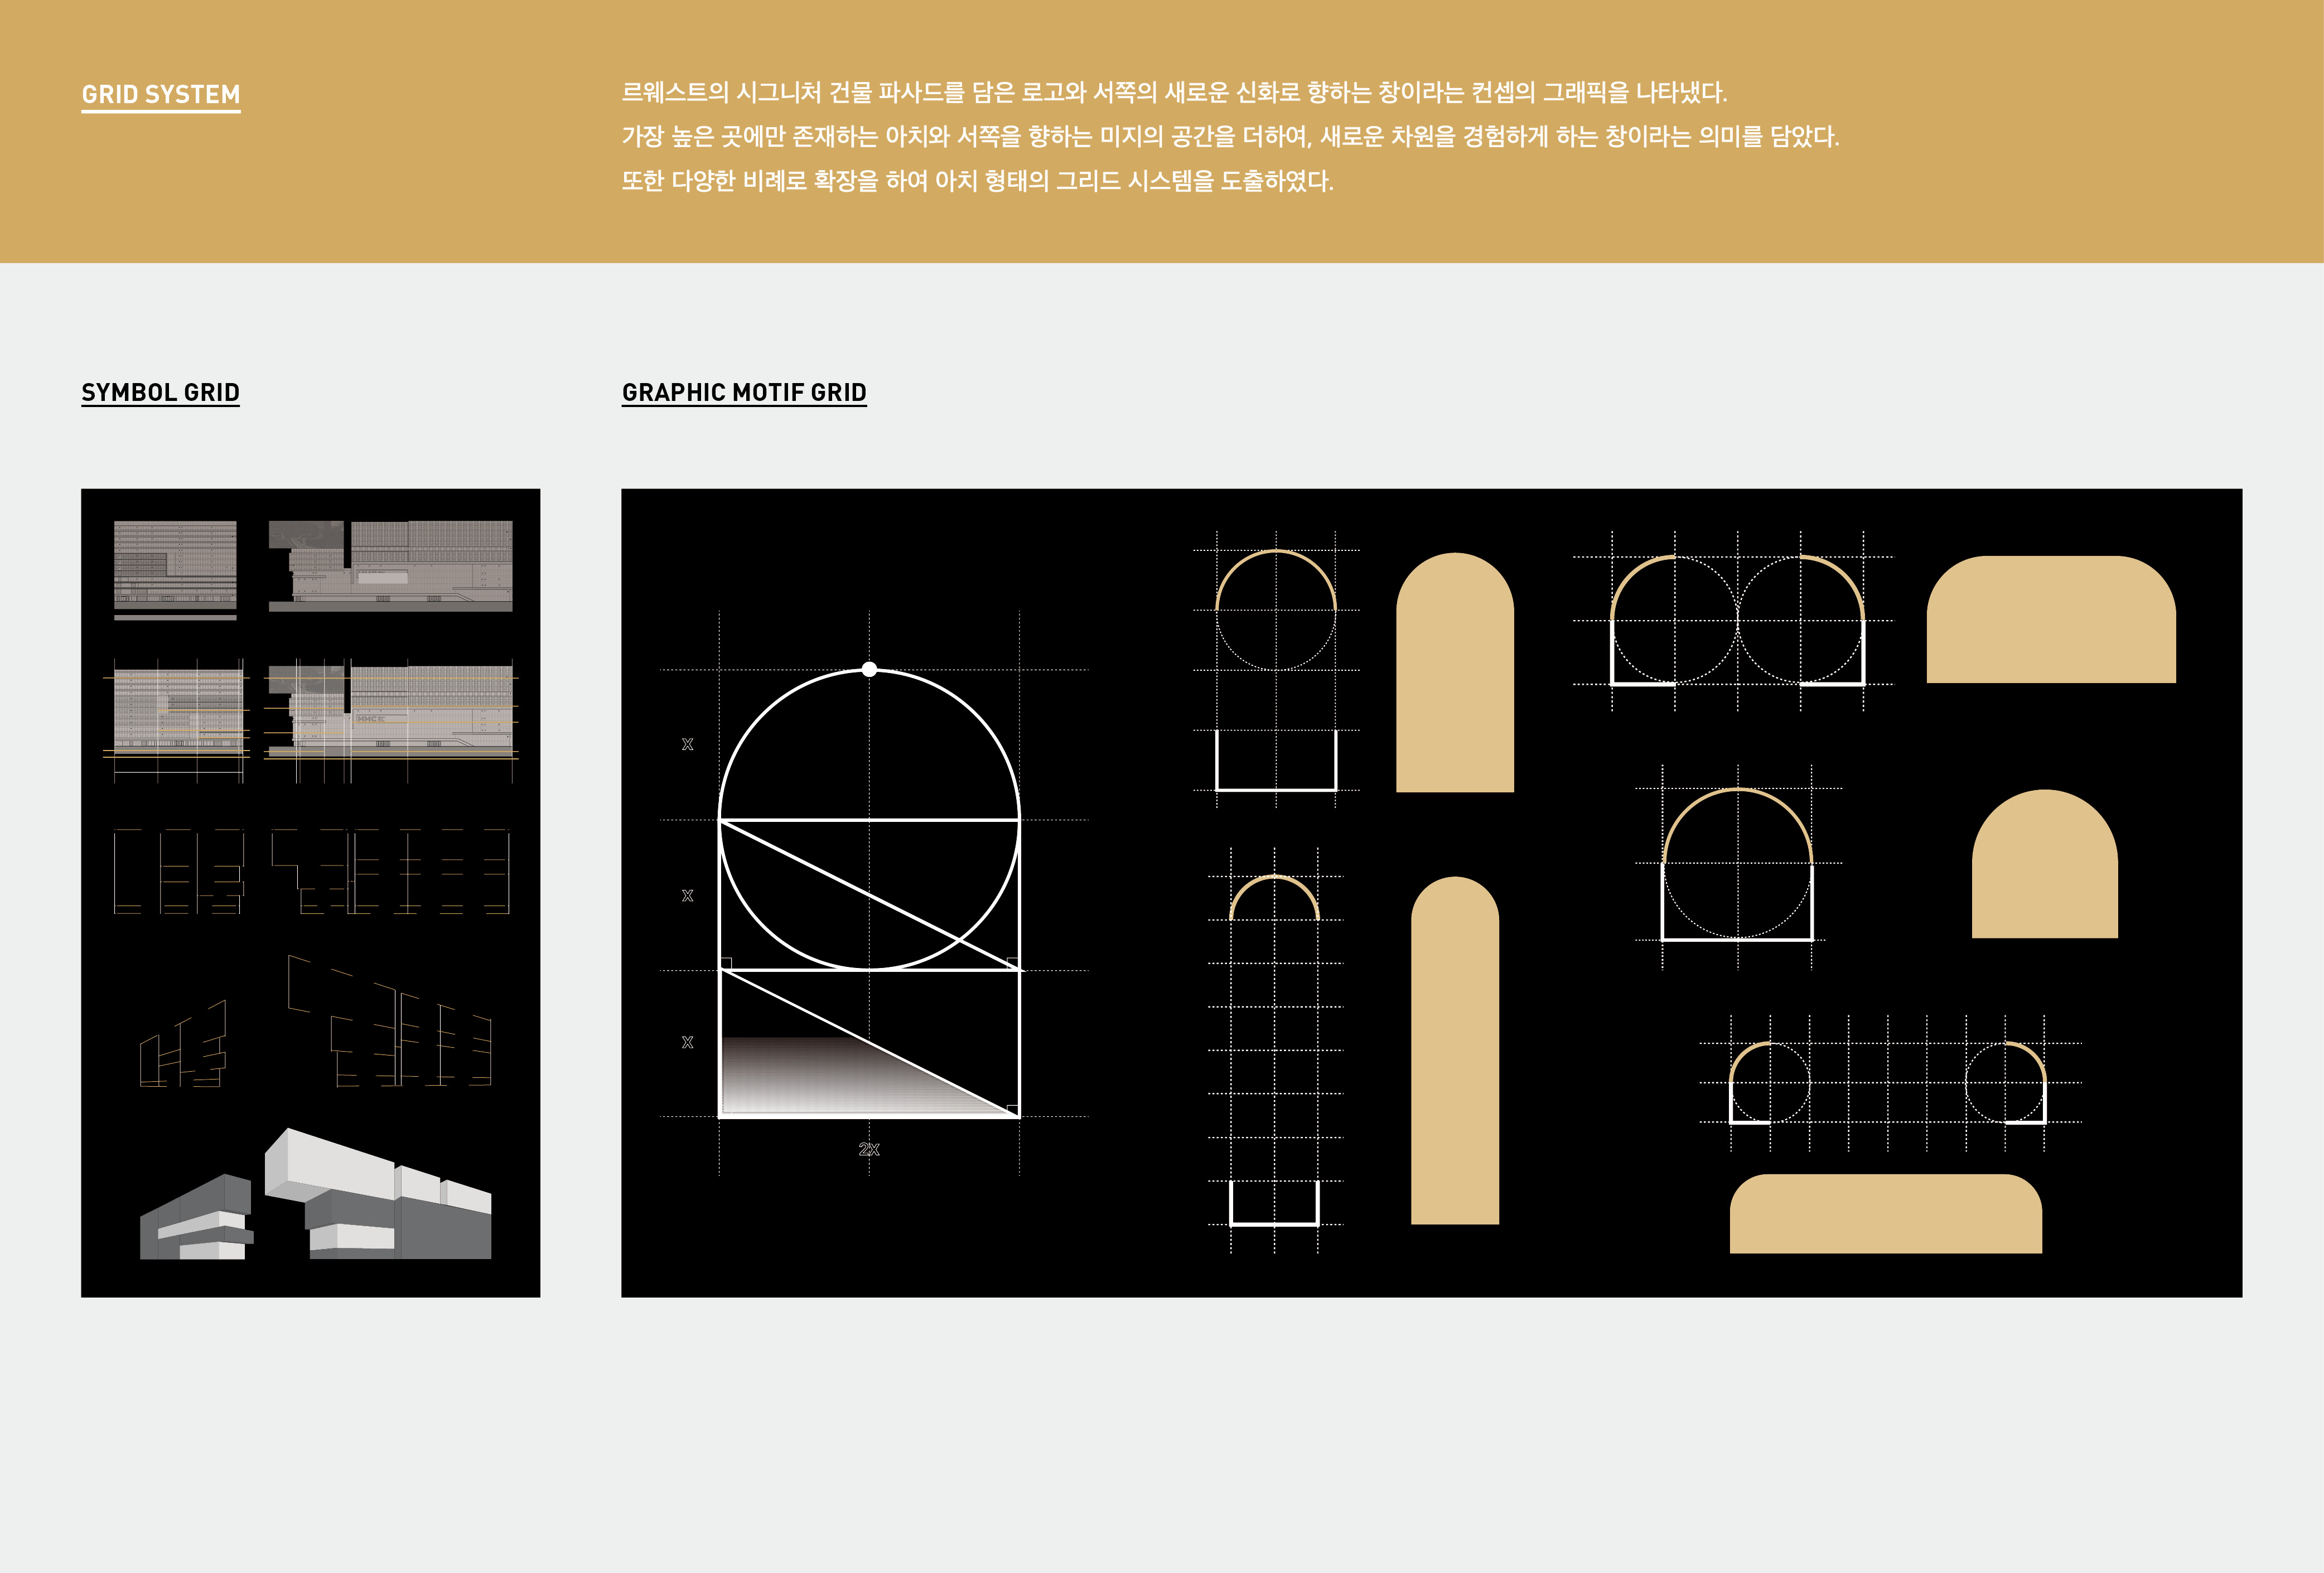 GRID SYSTEM
르웨스트의 시그니처 건물 파사드를 담은 로고와 서쪽의 새로운 신화로 향하는 창이라는 컨셉의 그래픽을 나타냈다.
가장 높은 곳에만 존재하는 아치와 서쪽을 향하는 미지의 공간을 더하여, 새로운 차원을 경험하게 하는 창이라는 의미를 담았다.
또한 다양한 비례로 확장을 하여 아치 형태의 그리드 시스템을 도출하였다.
SYMBOL GRID
GRAPHIC MOTIF GRID
X
X
X
2X